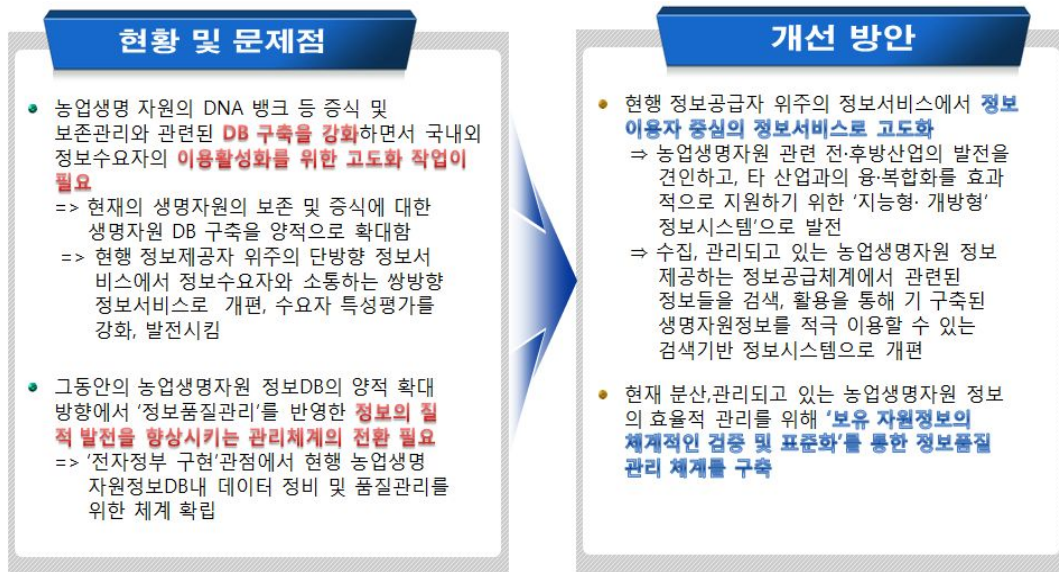 현황 및 문제점
농업생명 자원의 DNA 뱅크 등 증식 및
보존관리와 관련된 DB 구축을 강화하면서 국내외
정보수요자의 이용활성화를 위한 고도화 작업이
필요
=> 현재의 생명자원의 보존 및 증식에 대한
생명자원 DB 구축을 양적으로 확대함
=> 현행 정보제공자 위주의 단방향 정보서
비스에서 정보수요자와 소통하는 쌍방향
정보서비스로 개편, 수요자 특성평가를
강화, 발전시킴
그동안의 농업생명자원 정보DB의 양적 확대
방향에서 '정보품질관리'를 반영한 정보의 질
적 발전을 향상시키는 관리체계의 전환 필요
=> '전자정부 구현'관점에서 현행 농업생명
자원정보DB내 데이터 정비 및 품질관리를
위한 체계 확립
개선 방안
현행 정보공급자 위주의 정보서비스에서 정보
이용자 중심의 정보서비스로 고도화
⇒ 농업생명자원 관련 전·후방산업의 발전을
견인하고, 타 산업과의 융·복합화를 효과
적으로 지원하기 위한 '지능형· 개방형'
정보시스템'으로 발전
⇒ 수집, 관리되고 있는 농업생명자원 정보
제공하는 정보공급체계에서 관련된
정보들을 검색, 활용을 통해 기 구축된
생명자원정보를 적극 이용할 수 있는
검색기반 정보시스템으로 개편
현재 분산,관리되고 있는 농업생명자원 정보
의 효율적 관리를 위해 '보유 자원정보의
체계적인 검증 및 표준화'를 통한 정보품질
관리 체계를 구축